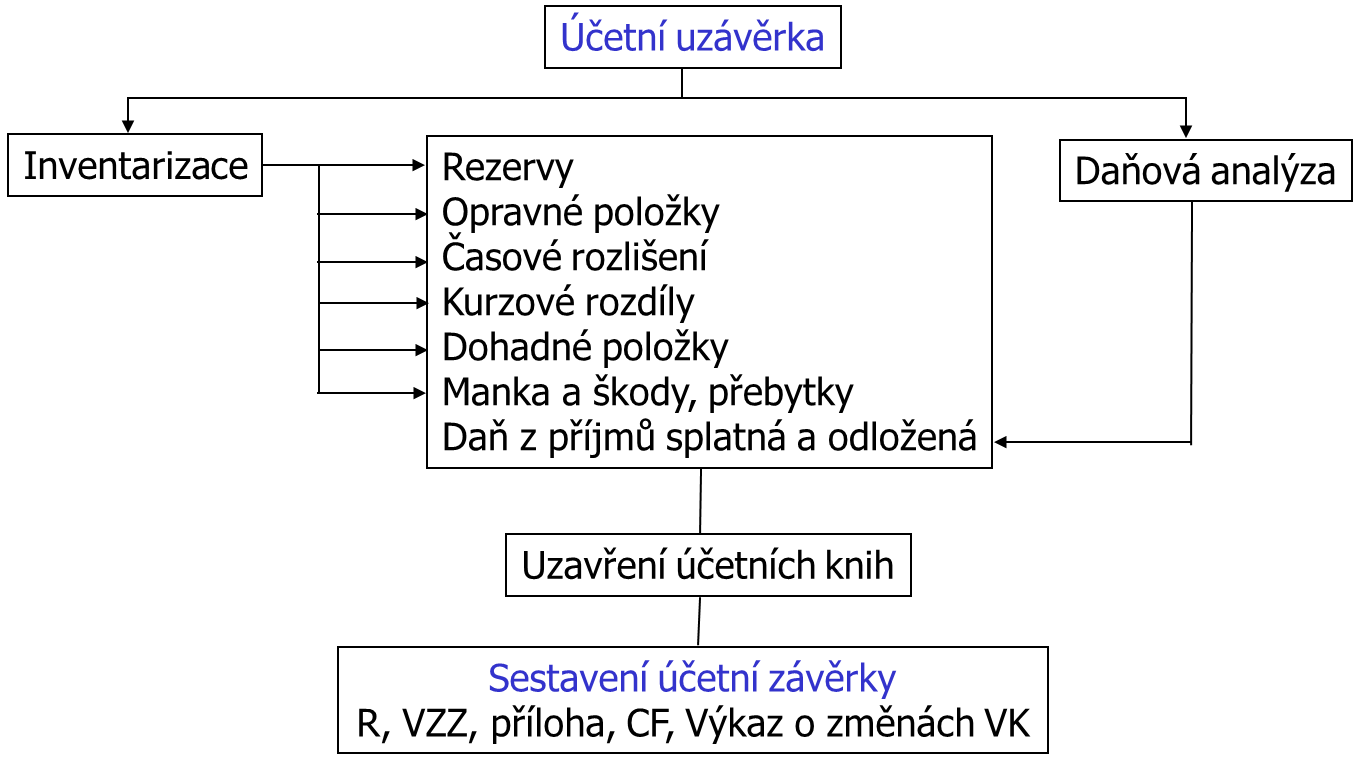 Účetní uzávěrka
Inventarizace
Rezervy
Opravné položky
Časové rozlišení
Kurzové rozdíly
Dohadné položky
Manka a škody, přebytky
Daň z příjmů splatná a odložená
Daňová analýza
Uzavření účetních knih
Sestavení účetní závěrky
R, VZZ, příloha, CF, Výkaz o změnách VK